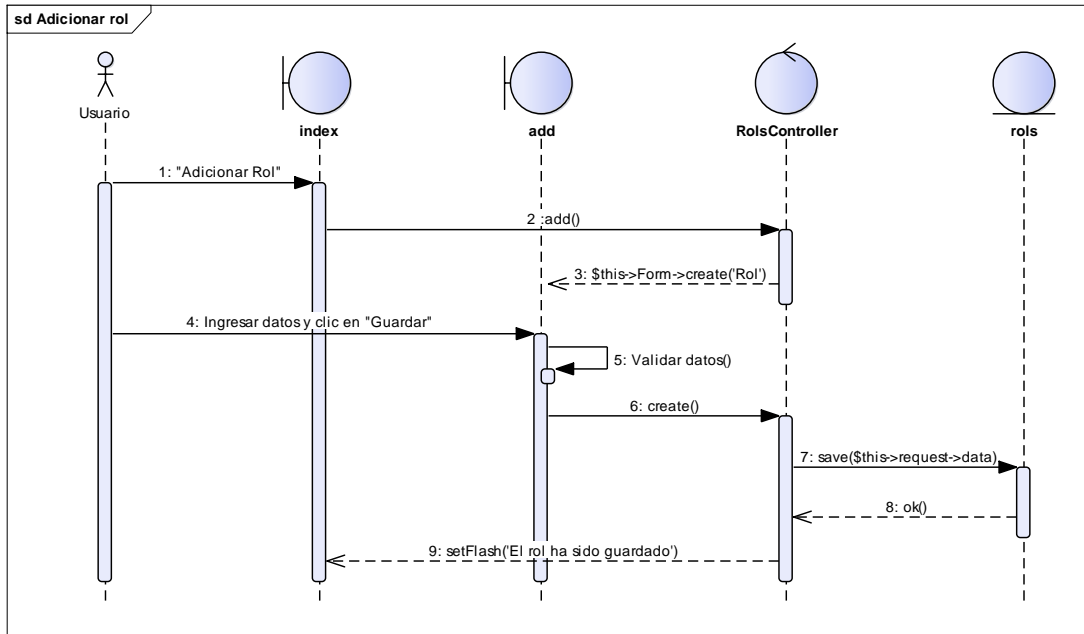 sd Adicionar rol
Usuario
index
add
RolsController
rols
1: "Adicionar Rol"
2 :add()
3: $this->Form->create('Rol')
4: Ingresar datos y clic en "Guardar"
5: Validar datos()
6: create()
7: save($this->request->data)
8: ok()
9: setFlash('El rol ha sido guardado')